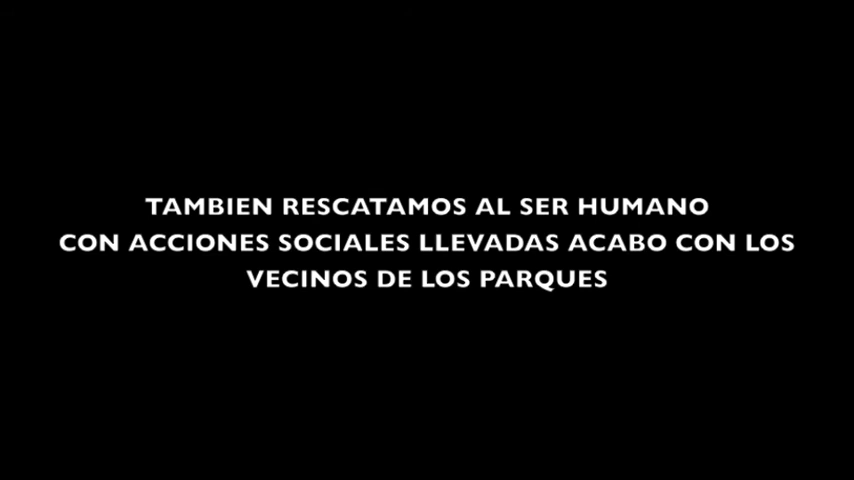 TAMBIEN RESCATAMOS AL SER HUMANO
CON ACCIONES SOCIALES LLEVADAS ACABO CON LOS
VECINOS DE LOS PARQUES